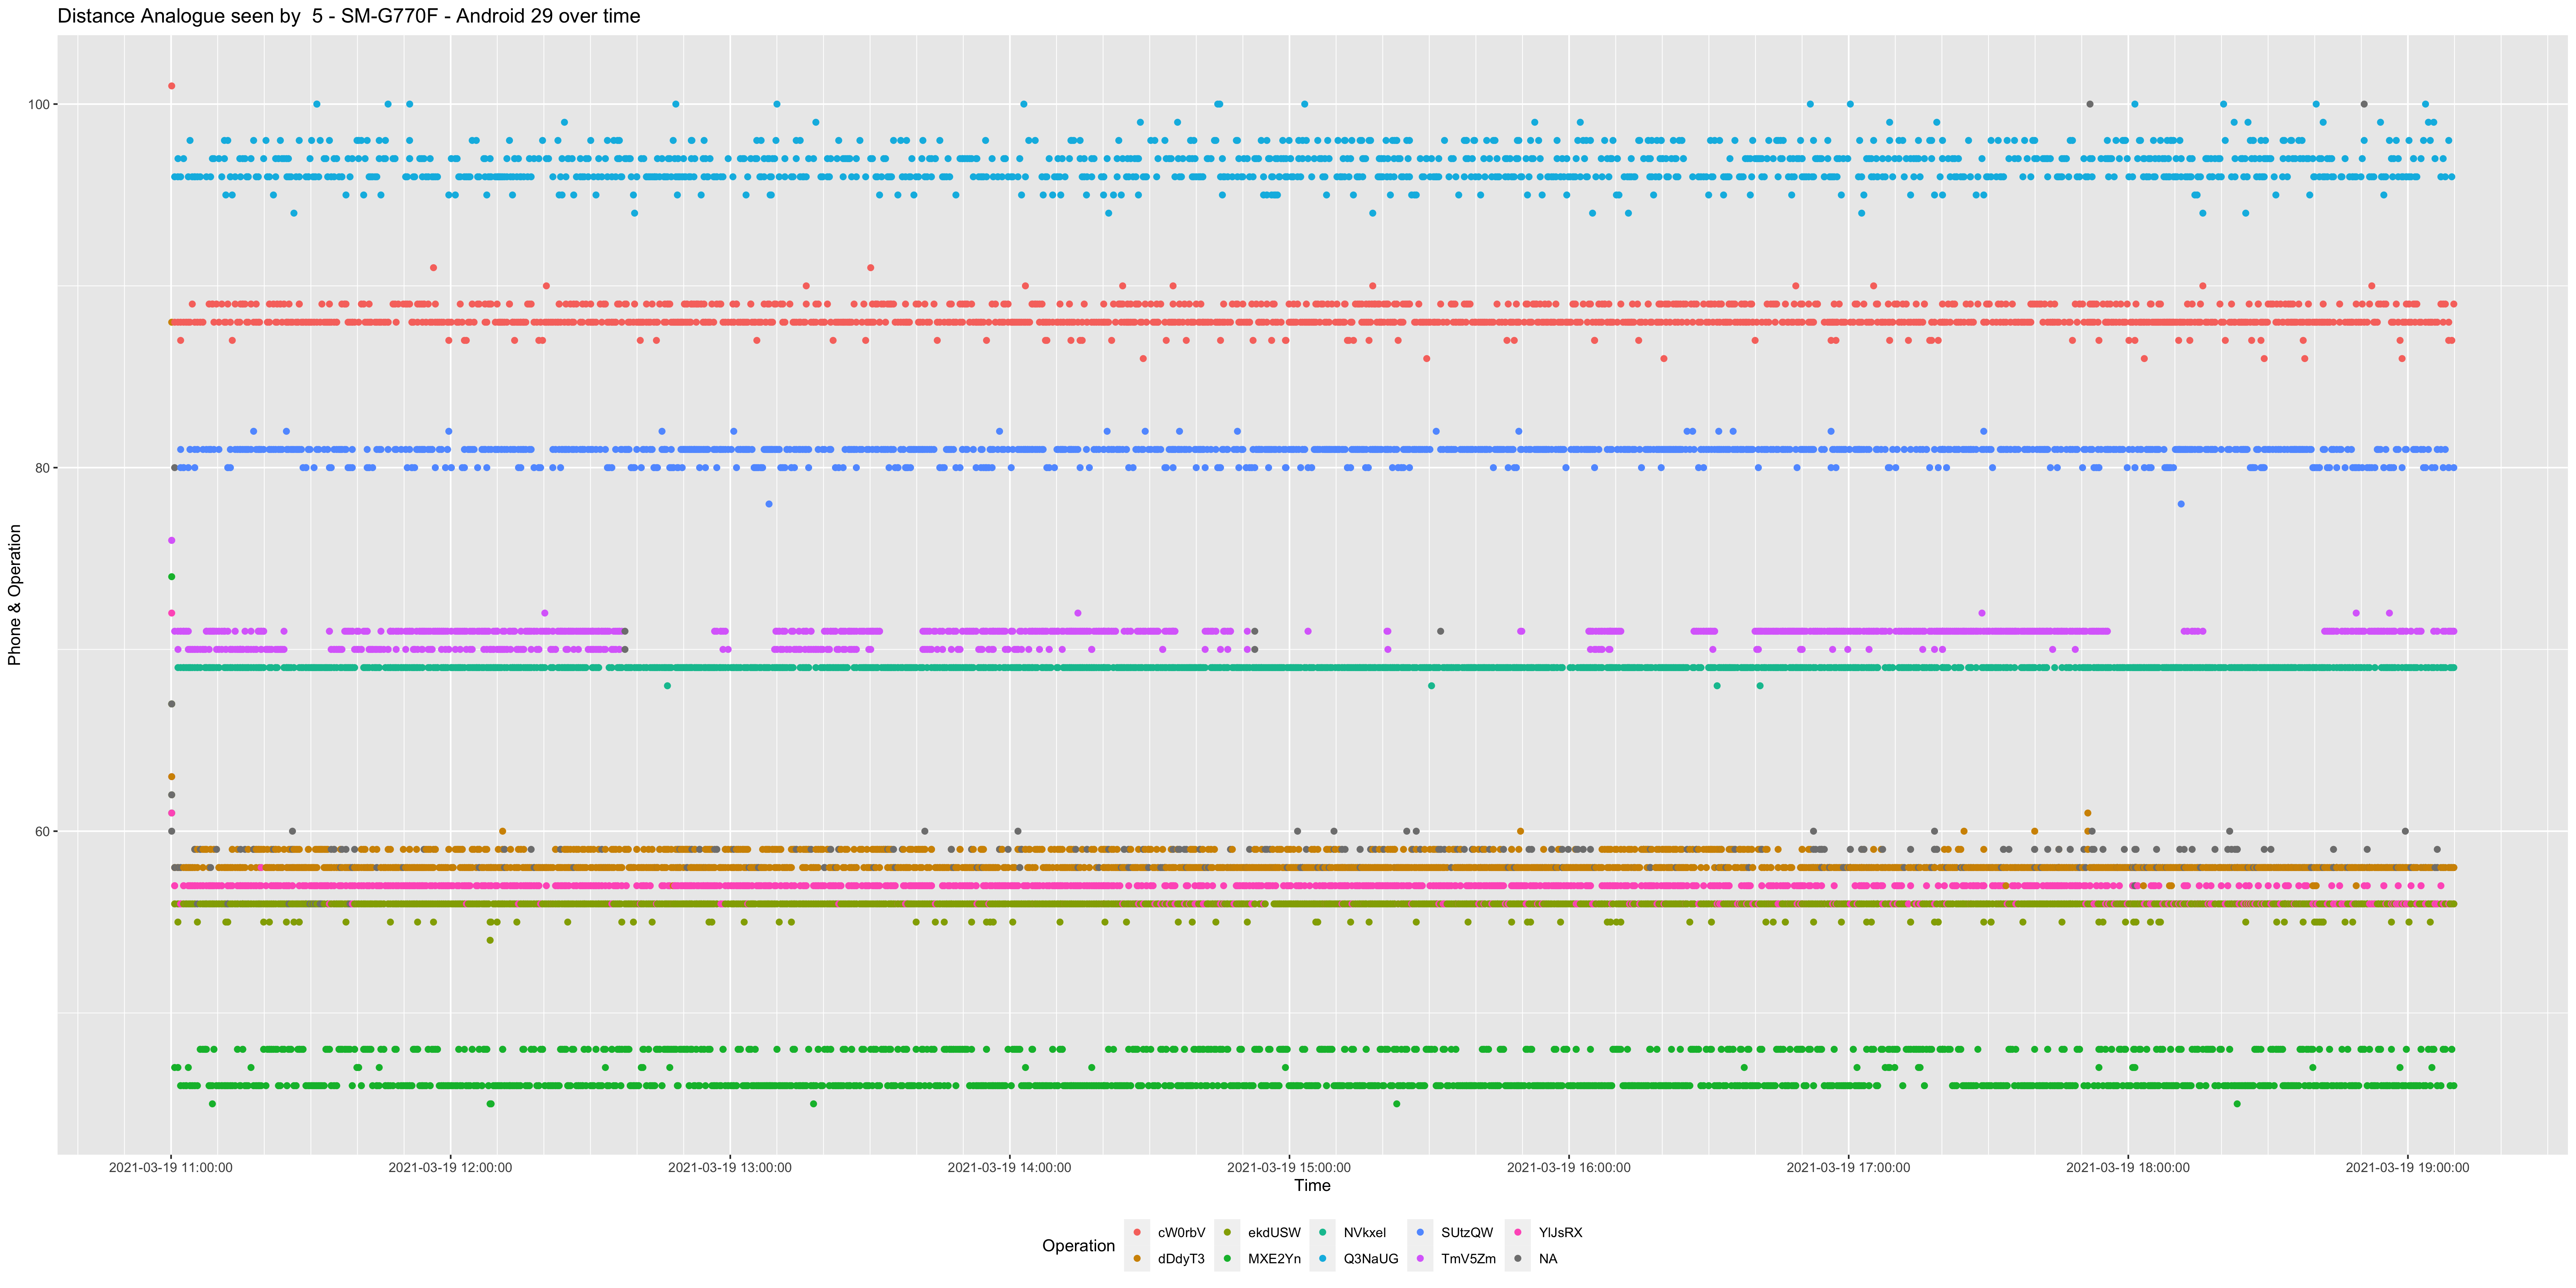 Distance Analogue seen by  5 - SM-G770F - Android 29 over time
100
80
60
Phone & Operation
2021-03-19 11:00:00 2021-03-19 12:00:00 2021-03-19 13:00:00 2021-03-19 14:00:00 2021-03-19 15:00:00 2021-03-19 16:00:00 2021-03-19 17:00:00 2021-03-19 18:00:00 2021-03-19 19:00:00
Time
Operation
cW0rbV ekdUSW NVkxel SUtzQW YlJsRX
dDdyT3 MXE2Yn Q3NaUG TmV5Zm NA